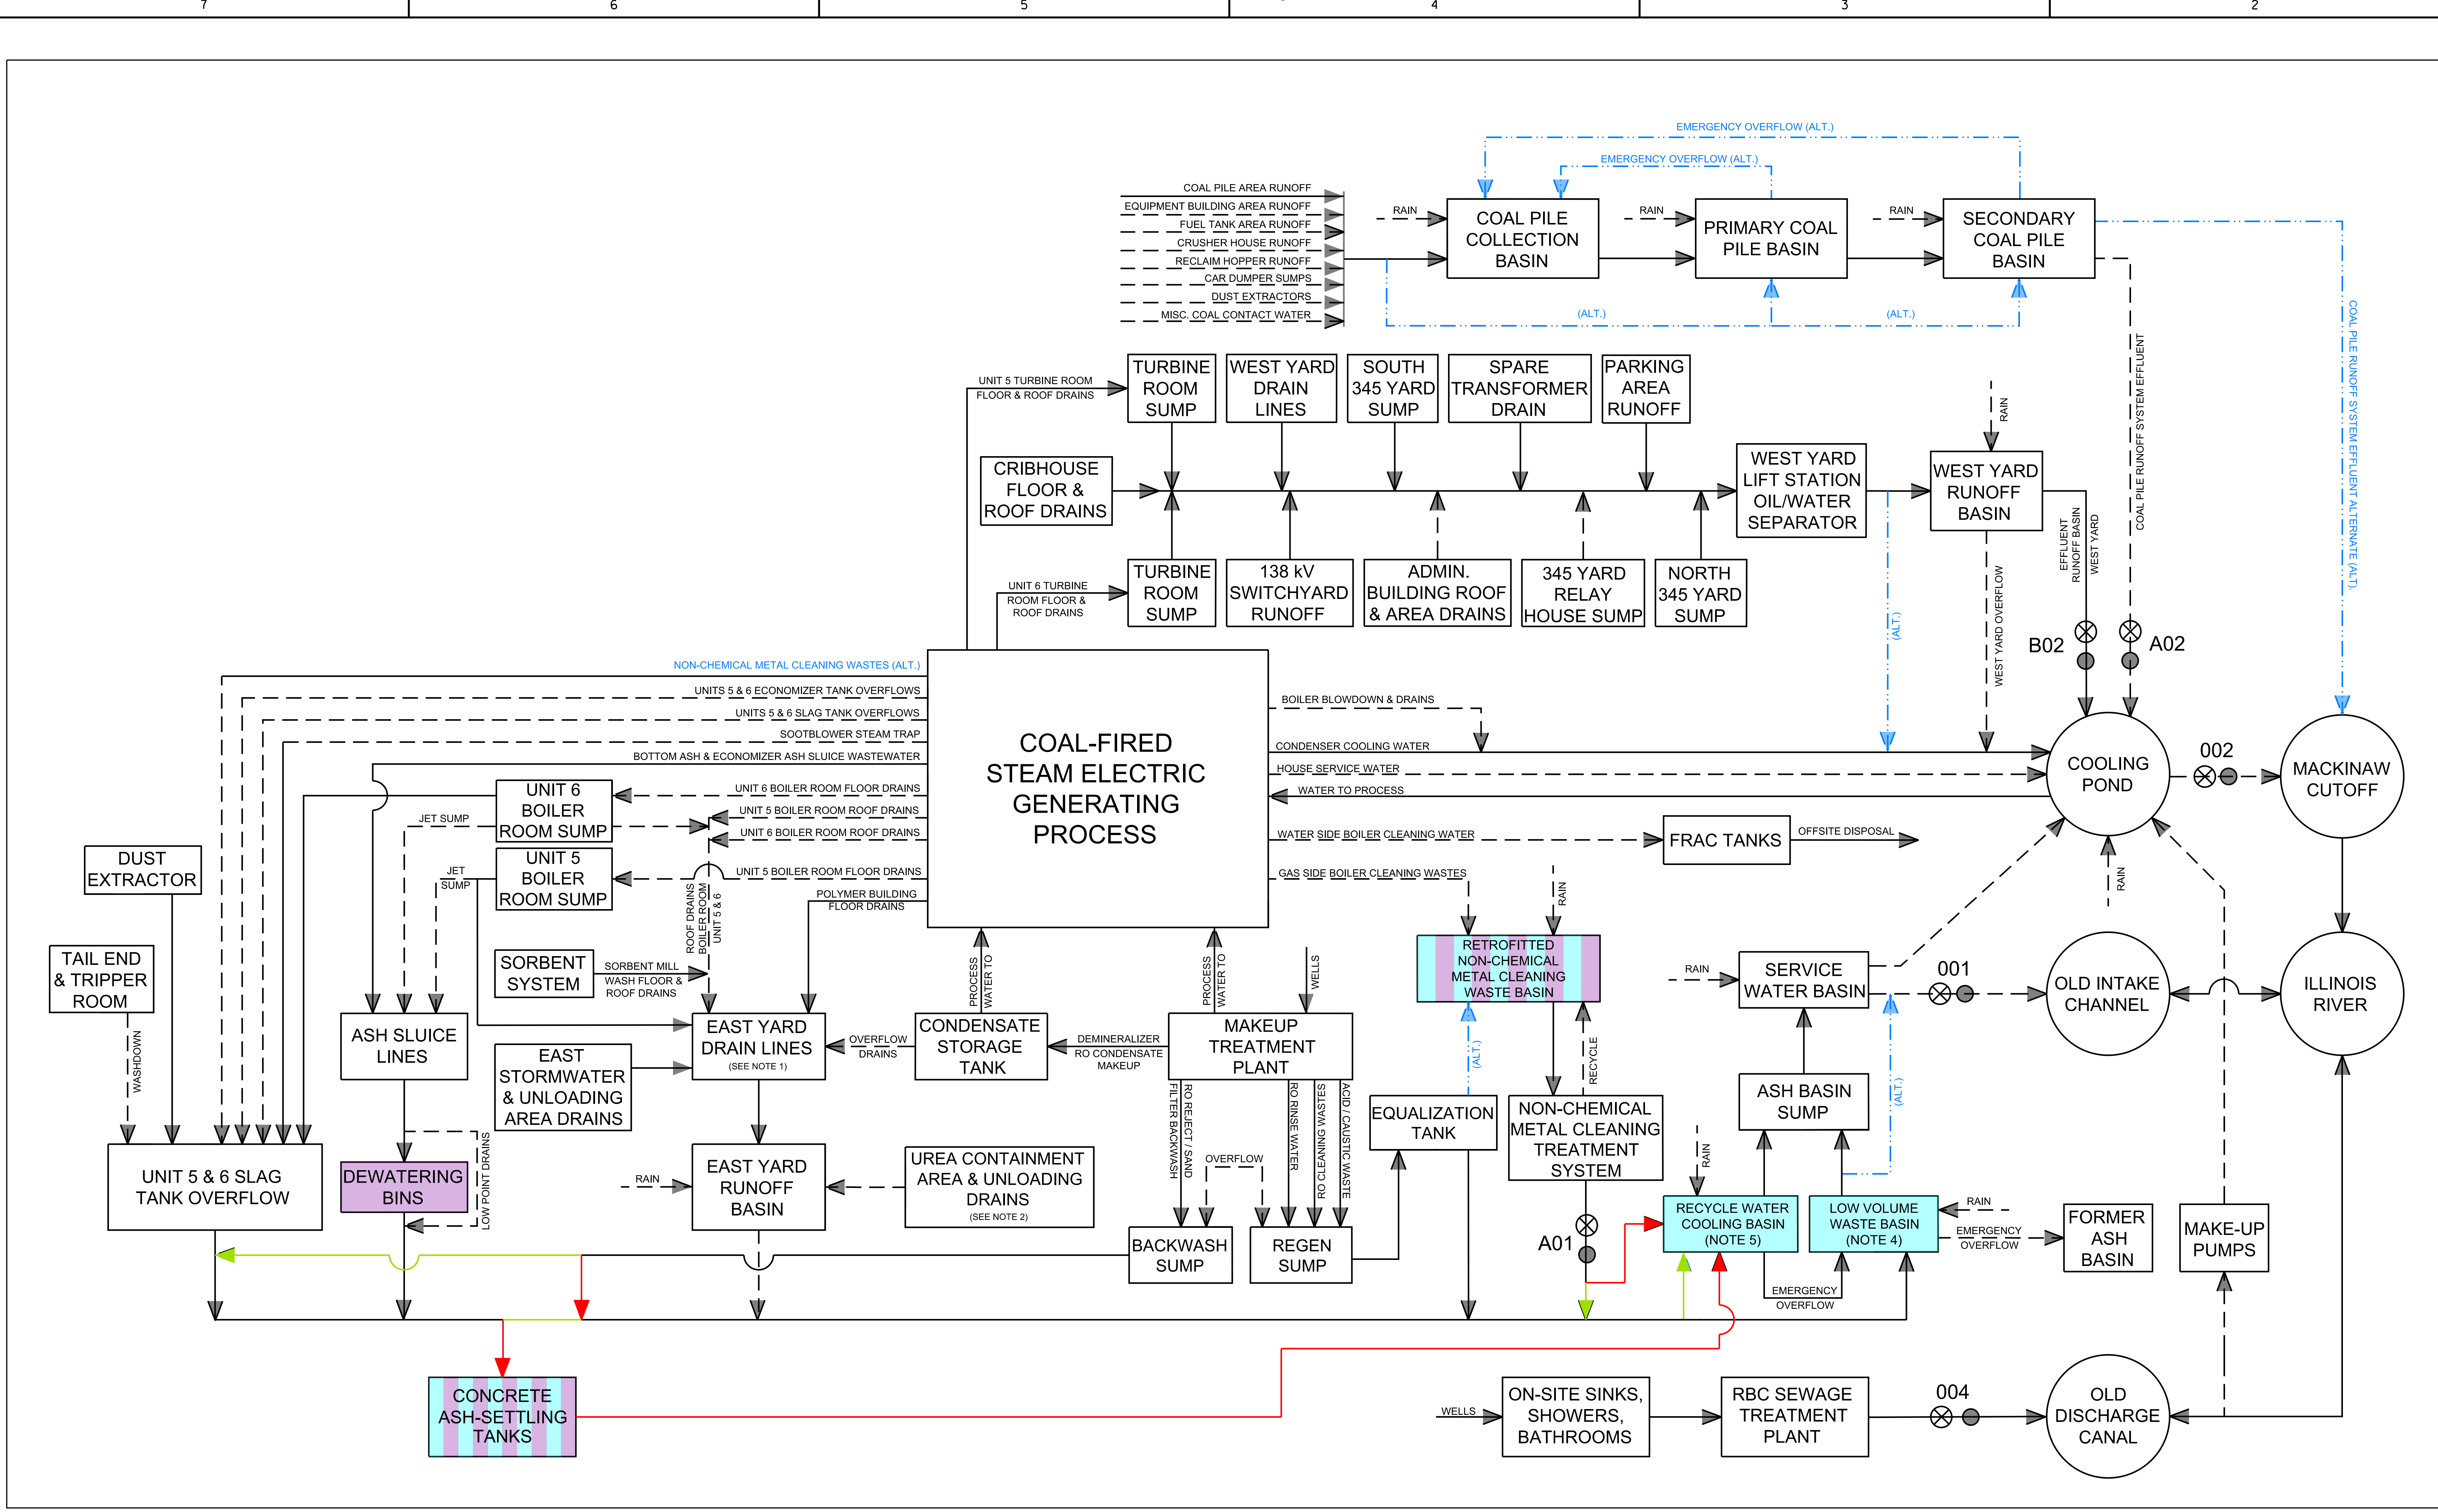 7
6
5
4
3
2
EMERGENCY OVERFLOW (ALT.)
EMERGENCY OVERFLOW (ALT.)
COAL PILE AREA RUNOFF
EQUIPMENT BUILDING AREA RUNOFF
FUEL TANK AREA RUNOFF
CRUSHER HOUSE RUNOFF
RECLAIM HOPPER RUNOFF
CAR DUMPER SUMPS
DUST EXTRACTORS
MISC. COAL CONTACT WATER
RAIN
COAL PILE
COLLECTION
BASIN
RAIN
PRIMARY COAL
PILE BASIN
RAIN
SECONDARY
COAL PILE
BASIN
(ALT.)
(ALT.)
COAL PILE RUNOFF SYSTEM EFFLUENT
COAL PILE RUNOFF SYSTEM EFFLUENT ALTERNATE (ALT).
UNIT 5 TURBINE ROOM
FLOOR & ROOF DRAINS
TURBINE
ROOM
SUMP
WEST YARD
DRAIN
LINES
SOUTH
345 YARD
SUMP
SPARE
TRANSFORMER
DRAIN
PARKING
AREA
RUNOFF
CRIBHOUSE
FLOOR &
ROOF DRAINS
WEST YARD
LIFT STATION
OIL/WATER
SEPARATOR
RAIN
WEST YARD
RUNOFF
BASIN
UNIT 6 TURBINE
ROOM FLOOR &
ROOF DRAINS
TURBINE
ROOM
SUMP
138 kV
SWITCHYARD
RUNOFF
ADMIN.
BUILDING ROOF
& AREA DRAINS
345 YARD
RELAY
HOUSE SUMP
NORTH
345 YARD
SUMP
(ALT.)
WEST YARD OVERFLOW
EFFLUENT
RUNOFF BASIN
WEST YARD
B02
A02
NON-CHEMICAL METAL CLEANING WASTES (ALT.)
UNITS 5 & 6 ECONOMIZER TANK OVERFLOWS
UNITS 5 & 6 SLAG TANK OVERFLOWS
SOOTBLOWER STEAM TRAP
BOTTOM ASH & ECONOMIZER ASH SLUICE WASTEWATER
UNIT 6 BOILER ROOM FLOOR DRAINS
UNIT 5 BOILER ROOM ROOF DRAINS
UNIT 6 BOILER ROOM ROOF DRAINS
UNIT 5 BOILER ROOM FLOOR DRAINS
POLYMER BUILDING
FLOOR DRAINS
COAL-FIRED
STEAM ELECTRIC
GENERATING
PROCESS
BOILER BLOWDOWN & DRAINS
CONDENSER COOLING WATER
HOUSE SERVICE WATER
WATER TO PROCESS
WATER SIDE BOILER CLEANING WATER
GAS SIDE BOILER CLEANING WASTES
FRAC TANKS
OFFSITE DISPOSAL
COOLING
POND
002
MACKINAW
CUTOFF
RAIN
UNIT 6
BOILER
ROOM SUMP
JET SUMP
UNIT 5
BOILER
ROOM SUMP
JET
SUMP
DUST
EXTRACTOR
TAIL END
& TRIPPER
ROOM
WASHDOWN
ROOF DRAINS
BOILER ROOM
UNIT 5 & 6
SORBENT
SYSTEM
SORBENT MILL
WASH FLOOR &
ROOF DRAINS
PROCESS
WATER TO
PROCESS
WATER TO
WELLS
RAIN
RETROFITTED
NON-CHEMICAL
METAL CLEANING
WASTE BASIN
RAIN
SERVICE
WATER BASIN
001
OLD INTAKE
CHANNEL
ILLINOIS
RIVER
ASH SLUICE
LINES
EAST YARD
DRAIN LINES
(SEE NOTE 1)
OVERFLOW
DRAINS
CONDENSATE
STORAGE
TANK
DEMINERALIZER
RO CONDENSATE
MAKEUP
MAKEUP
TREATMENT
PLANT
(ALT.)
RECYCLE
EAST
STORMWATER
& UNLOADING
AREA DRAINS
ASH BASIN
SUMP
(ALT.)
FILTER BACKWASH
RO REJECT / SAND
RO RINSE WATER
RO CLEANING WASTES
ACID / CAUSTIC WASTE
EQUALIZATION
TANK
NON-CHEMICAL
METAL CLEANING
TREATMENT
SYSTEM
UNIT 5 & 6 SLAG
TANK OVERFLOW
DEWATERING
BINS
LOW POINT DRAINS
RAIN
EAST YARD
RUNOFF
BASIN
UREA CONTAINMENT
AREA & UNLOADING
DRAINS
(SEE NOTE 2)
OVERFLOW
BACKWASH
SUMP
REGEN
SUMP
A01
RAIN
RECYCLE WATER
COOLING BASIN
(NOTE 5)
LOW VOLUME
WASTE BASIN
(NOTE 4)
RAIN
EMERGENCY
OVERFLOW
FORMER
ASH
BASIN
MAKE-UP
PUMPS
EMERGENCY
OVERFLOW
CONCRETE
ASH-SETTLING
TANKS
WELLS
ON-SITE SINKS,
SHOWERS,
BATHROOMS
RBC SEWAGE
TREATMENT
PLANT
004
OLD
DISCHARGE
CANAL